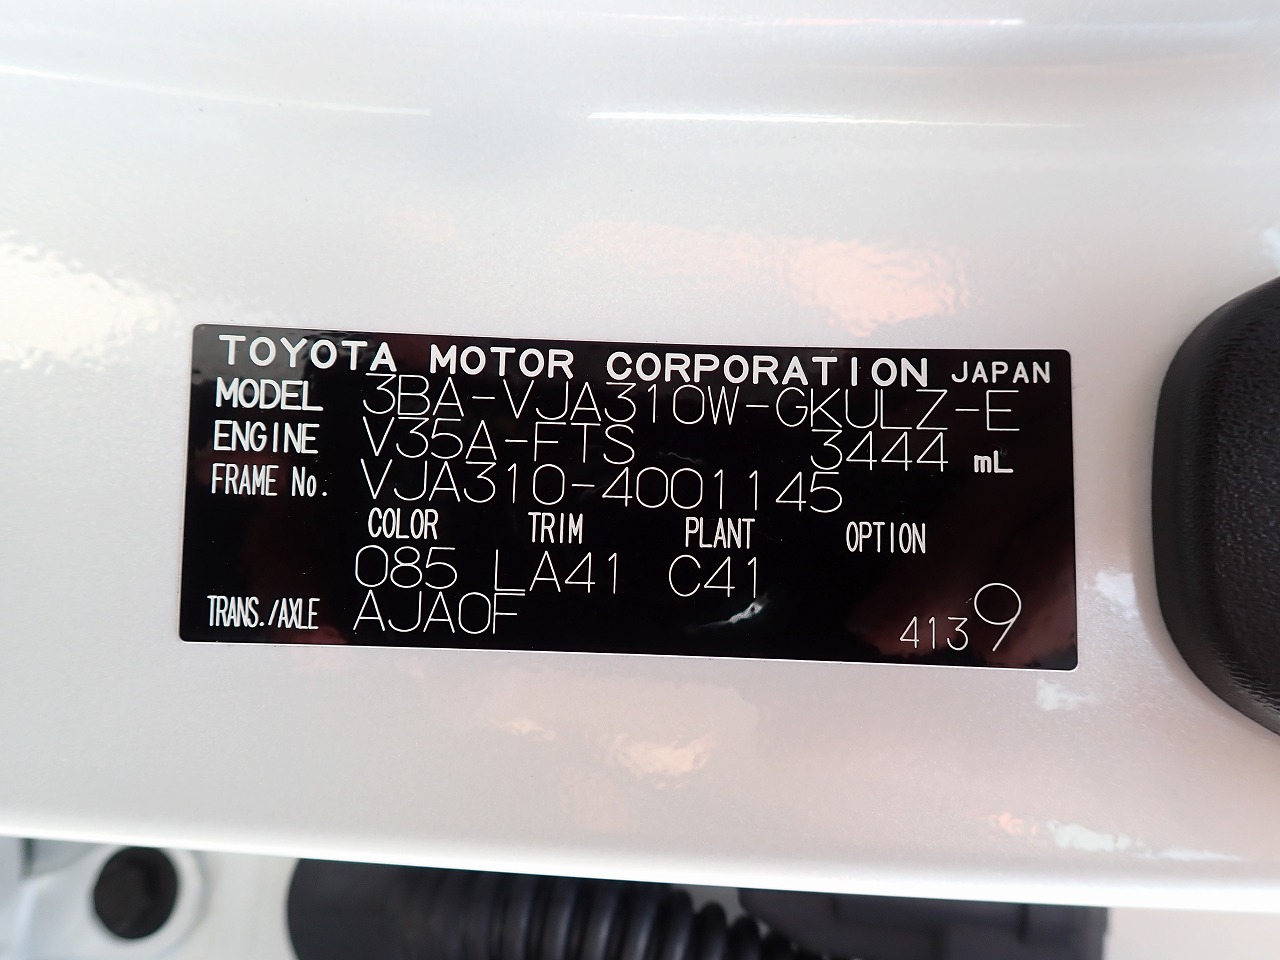 TOYOTA MOTOR CORPORATION JAPAN
MODEL 3BA-VJA310W-GKULZ-E
ENGINE V35A-FTS 3444 mL
FRAME No. VJA310-4001145
COLOR TRIM PLANT OPTION
085 LA41 C41
TRANS./AXLE AJA0F 4139